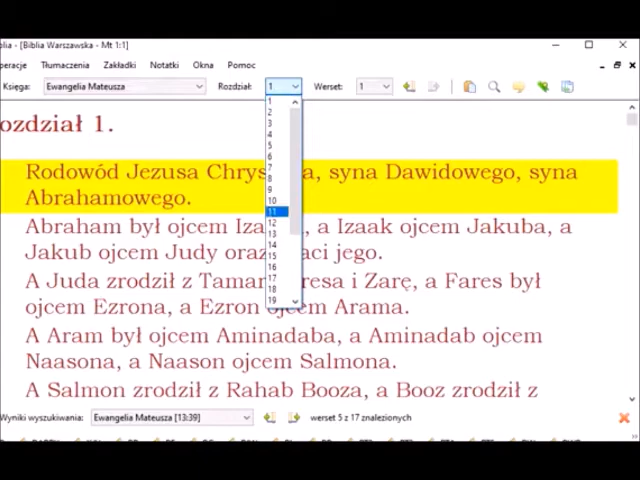 blia - [Biblia Warszawska - Mt 1:1]
peracje Tłumaczenia Zakładki Notatki Okna Pomoc
Księga: Ewangelia Mateusza Rozdział: 1 Werset: 1
1
2
3
4
5
6
7
8
9
10
11
12
13
14
15
16
17
18
19
ozdział 1.
Rodowód Jezusa Chrys a, syna Dawidowego, syna
Abrahamowego.
Abraham był ojcem Iza , a Izaak ojcem Jakuba, a
Jakub ojcem Judy oraz aci jego.
A Juda zrodził z Tamar resa i Zarę, a Fares był
ojcem Ezrona, a Ezron ojcem Arama.
A Aram był ojcem Aminadaba, a Aminadab ojcem
Naasona, a Naason ojcem Salmona.
A Salmon zrodził z Rahab Booza, a Booz zrodził z
Wyniki wyszukiwania: Ewangelia Mateusza [13:39] werset 5 z 17 znalezionych